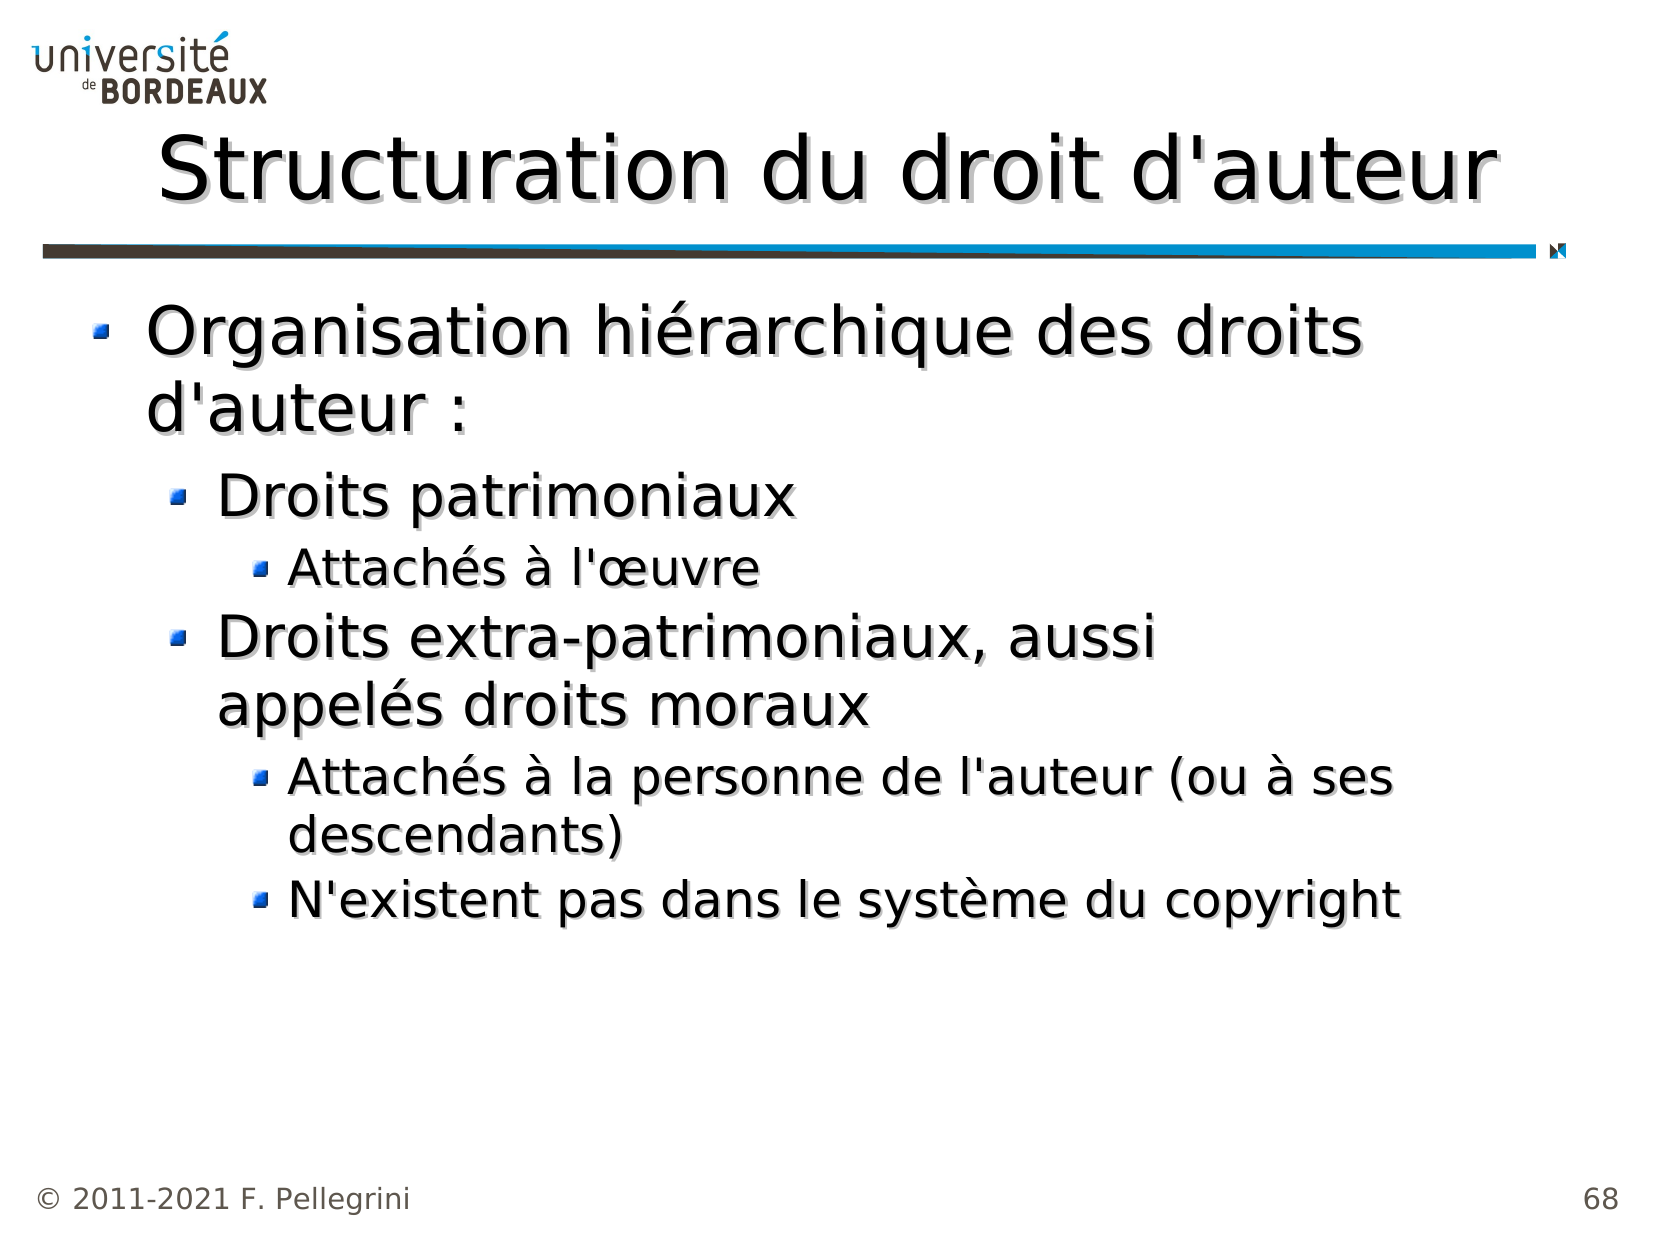 université
de BORDEAUX
Structuration du droit d'auteur
Organisation hiérarchique des droits
d'auteur :
Droits patrimoniaux
Attachés à l'œuvre
Droits extra-patrimoniaux, aussi
appelés droits moraux
Attachés à la personne de l'auteur (ou à ses
descendants)
N'existent pas dans le système du copyright
© 2011-2021 F. Pellegrini
68